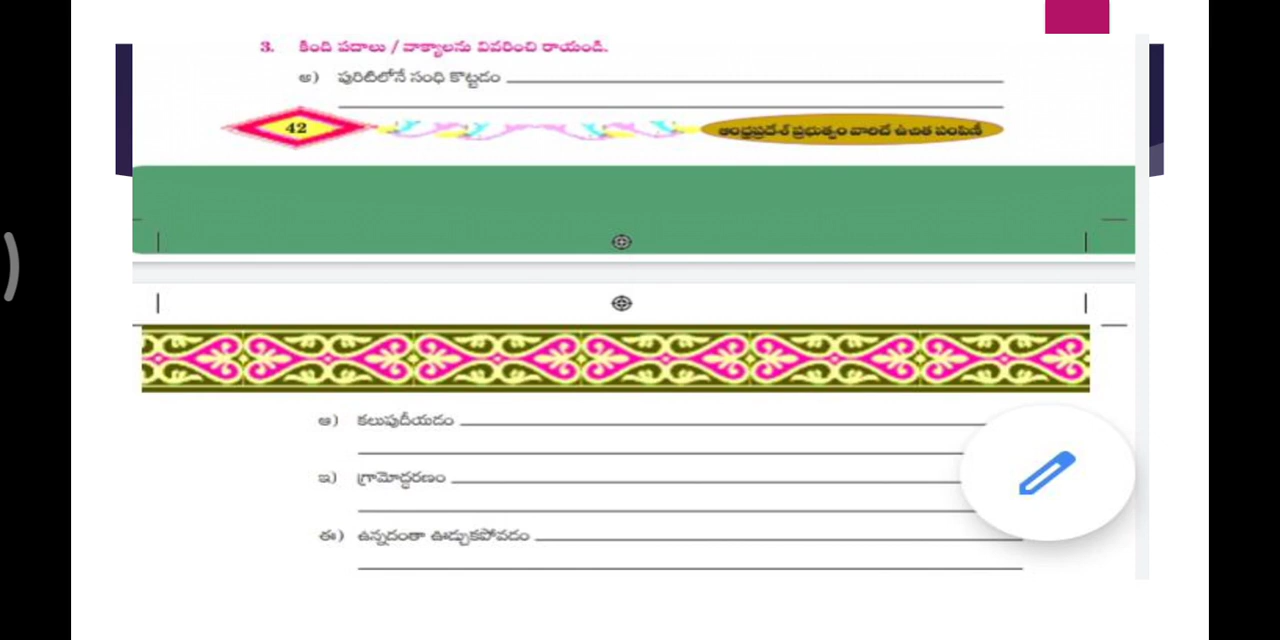 3. కింది పదాలు / వాక్యాలను వివరించి రాయండి.
అ) పురిటిలోనే సంధి కొట్టడం
42
ఆంధ్రప్రదేశ్ ప్రభుత్వం వారిచే ఉచిత పంపిణీ
ఆ) కలుపుదీయడం
ఇ) గ్రామోద్ధరణం
ఈ) ఉన్నదంతా ఊడ్చుకపోవడం